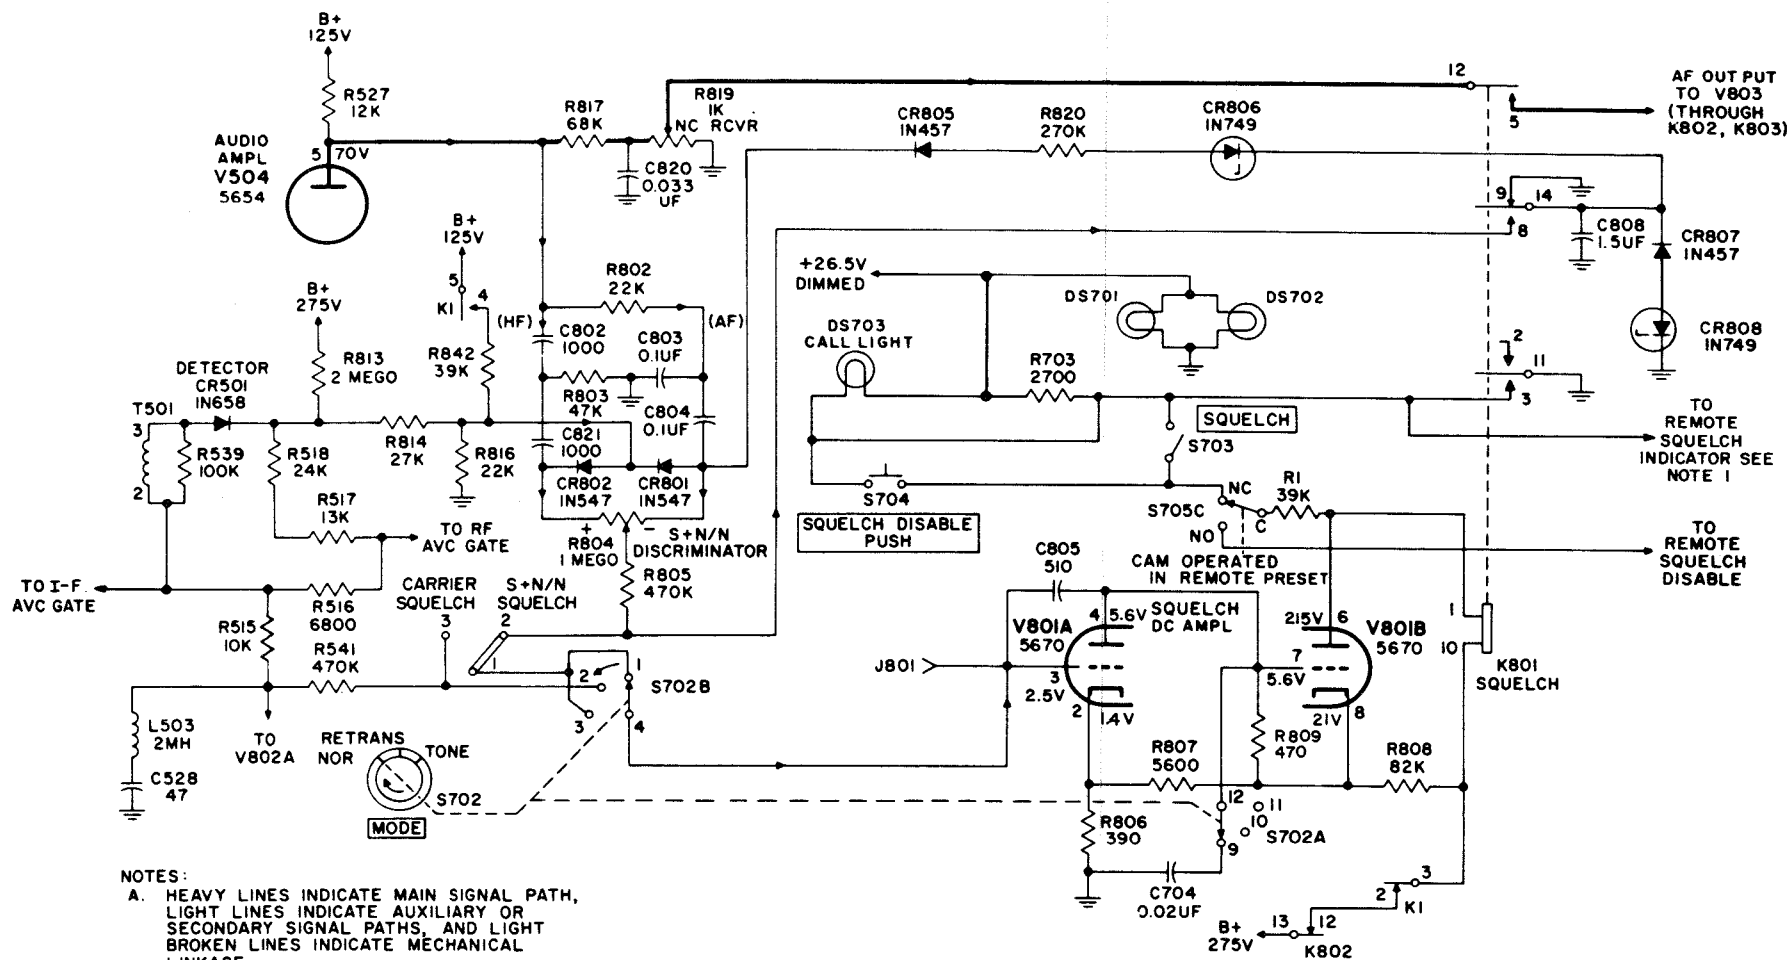 B+
125V
R527
12K
AUDIO
AMPL
V504
5654
5
70V
R817
68K
R819
1K
NC RCVR
C820
0.033
UF
CR805
1N457
R820
270K
CR806
1N749
12
5
AF OUT PUT
TO V803
(THROUGH
K802, K803)
9
14
8
C808
1.5UF
CR807
1N457
CR808
1N749
B+
125V
5
4
K1
B+
275V
R813
2 MEGO
R842
39K
(HF)
R802
22K
(AF)
C802
1000
C803
0.1UF
R803
47K
C804
0.1UF
C821
1000
CR802
1N547
CR801
1N547
+
-
R804
1 MEGO
S+N/N
DISCRIMINATOR
R805
470K
DETECTOR
CR501
1N658
T501
3
2
R539
100K
R518
24K
R814
27K
R816
22K
R517
13K
TO RF
AVC GATE
TO I-F
AVC GATE
R516
6800
R515
10K
R541
470K
CARRIER
SQUELCH
3
S+N/N
SQUELCH
2
1
1
2
3
4
S702B
L503
2MH
C528
47
TO
V802A
RETRANS
NOR
TONE
S702
MODE
+26.5V
DIMMED
DS701
DS702
DS703
CALL LIGHT
R703
2700
2
11
3
SQUELCH
S703
S704
SQUELCH DISABLE
PUSH
S705C
NC
NO
C
R1
39K
CAM OPERATED
IN REMOTE PRESET
TO
REMOTE
SQUELCH
INDICATOR SEE
NOTE 1
TO
REMOTE
SQUELCH
DISABLE
C805
510
SQUELCH
DC AMPL
V801A
5670
4
5.6V
3
2.5V
2
1.4V
J801
V801B
5670
215V
6
7
5.6V
21V
8
1
10
K801
SQUELCH
R807
5600
R809
470
R808
82K
R806
390
12
11
10
9
S702A
C704
0.02UF
B+
275V
13
12
K802
2
3
K1
NOTES:
A. HEAVY LINES INDICATE MAIN SIGNAL PATH,
LIGHT LINES INDICATE AUXILIARY OR
SECONDARY SIGNAL PATHS, AND LIGHT
BROKEN LINES INDICATE MECHANICAL